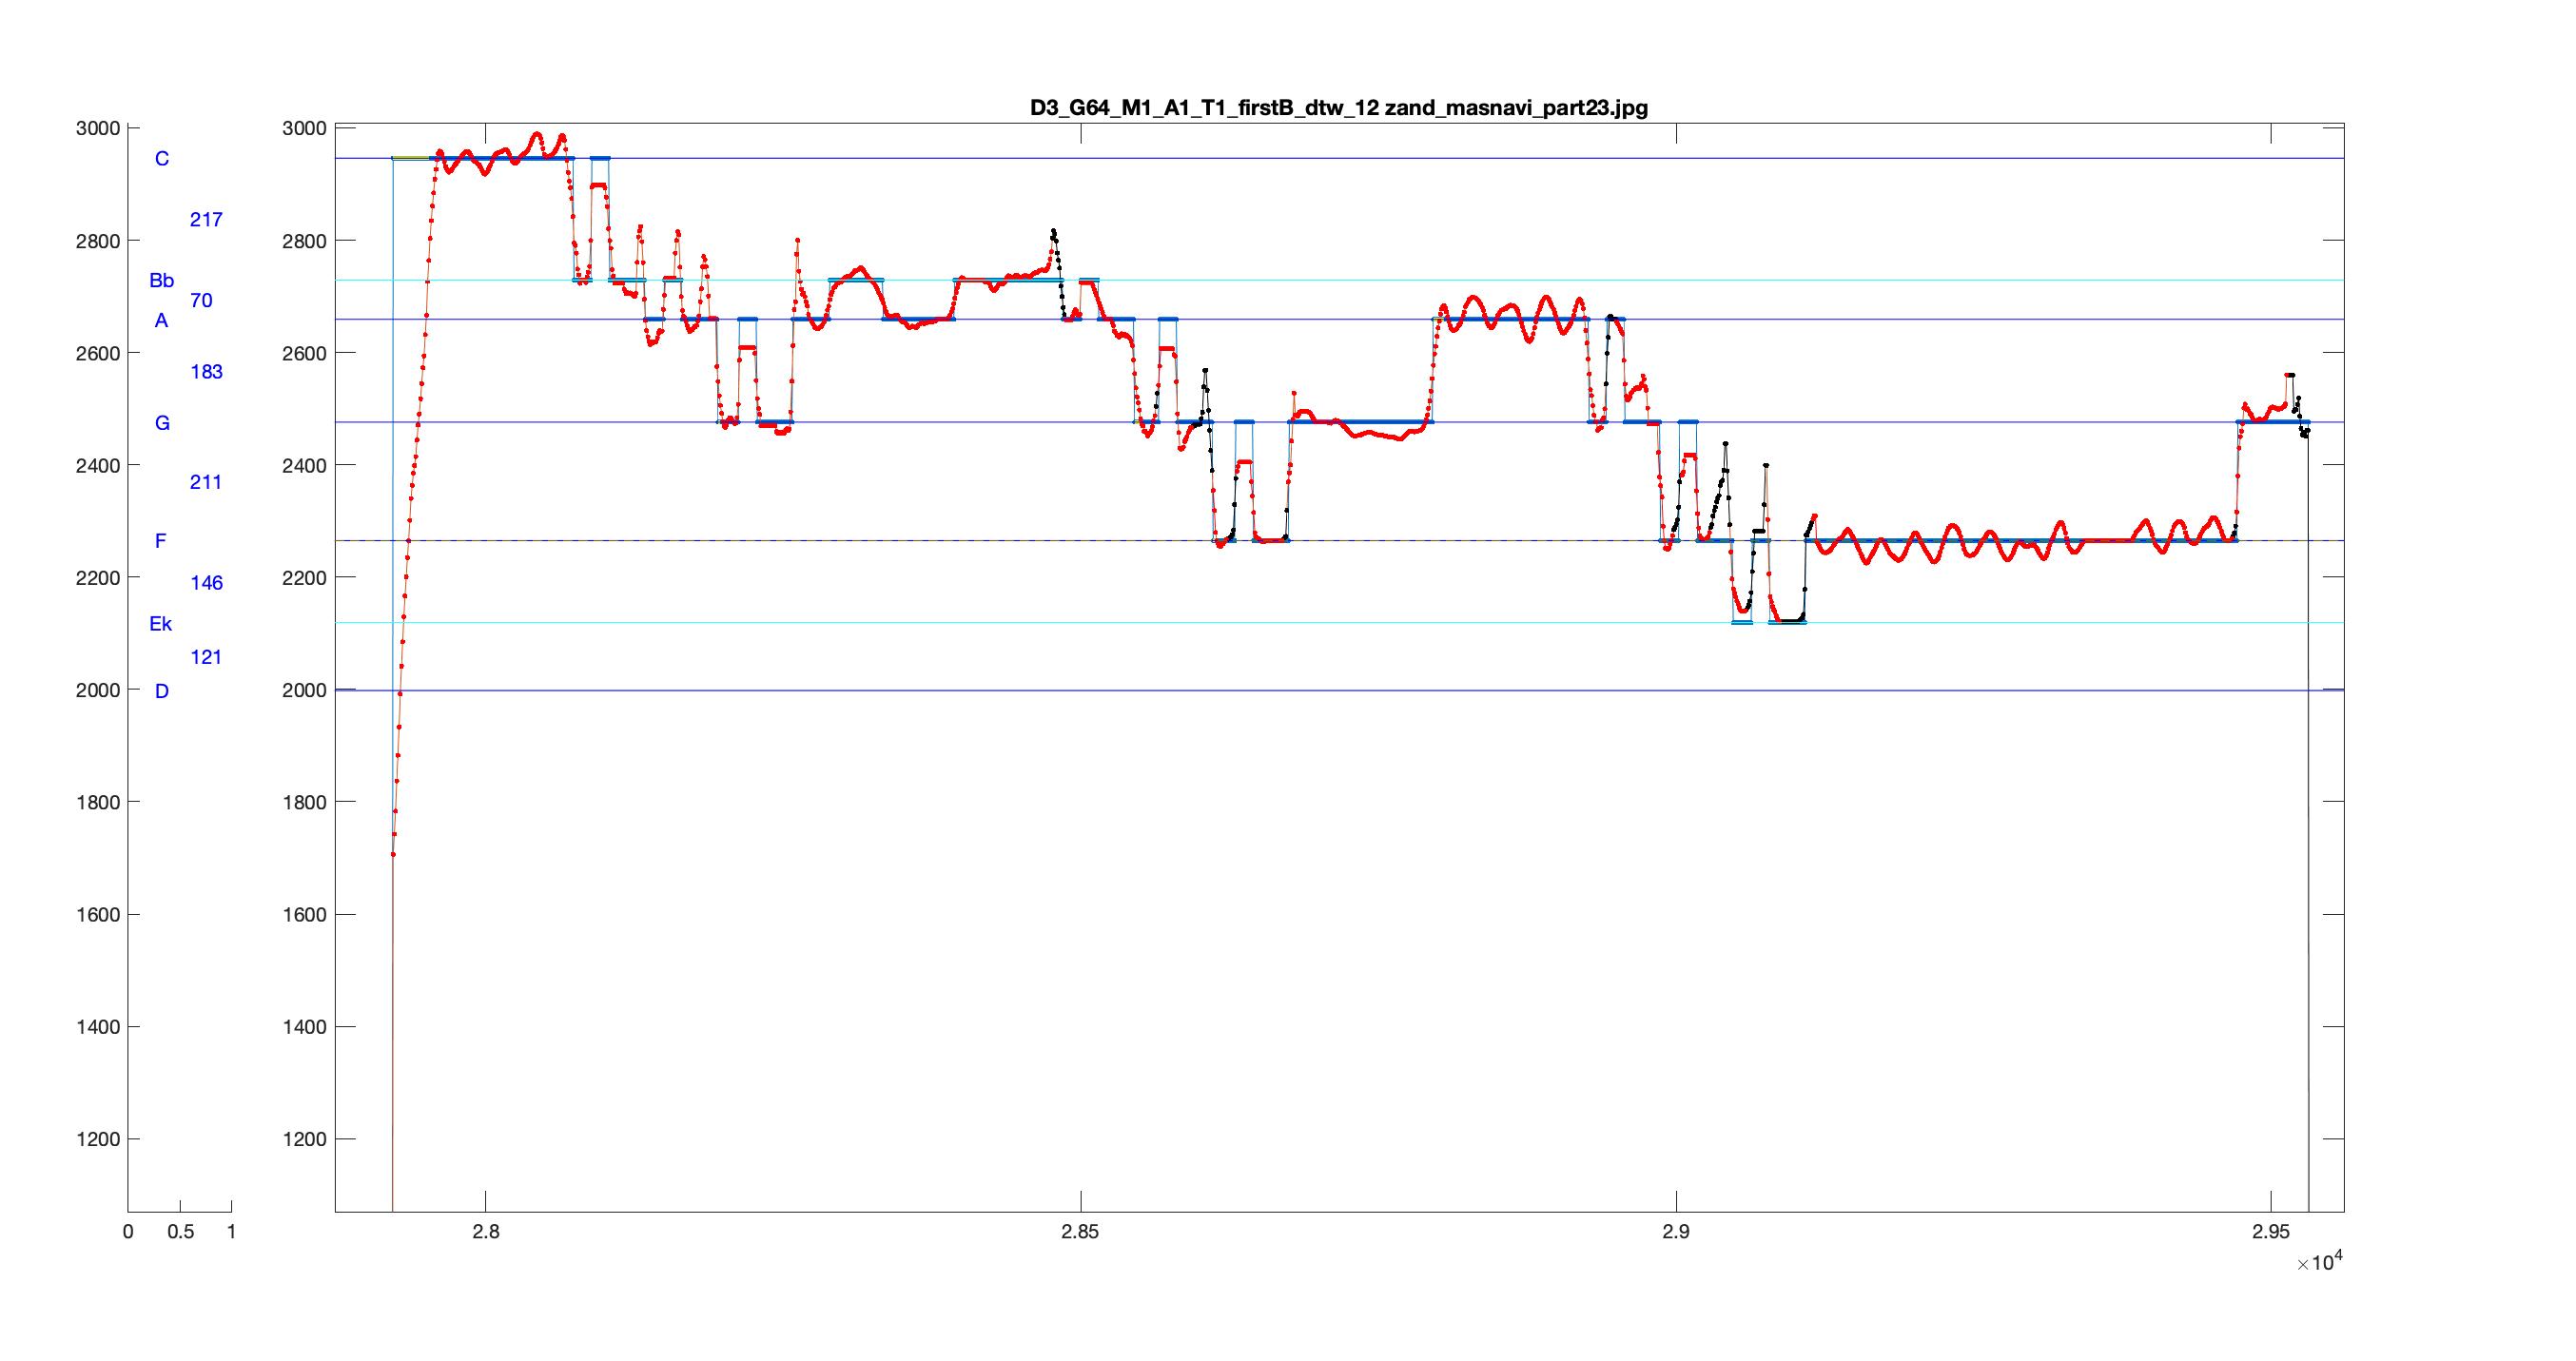 D3_G64_M1_A1_T1_firstB_dtw_12 zand_masnavi_part23.jpg
3000 3000
C
217
2800 2800
Bb
70
A
2600 2600
183
G
2400 2400
211
F
2200 2200
146
Ek
121
2000 D 2000
1800 1800
1600 1600
1400 1400
1200 1200
0 0.5 1 2.8 2.85 2.9 2.95
×10^4